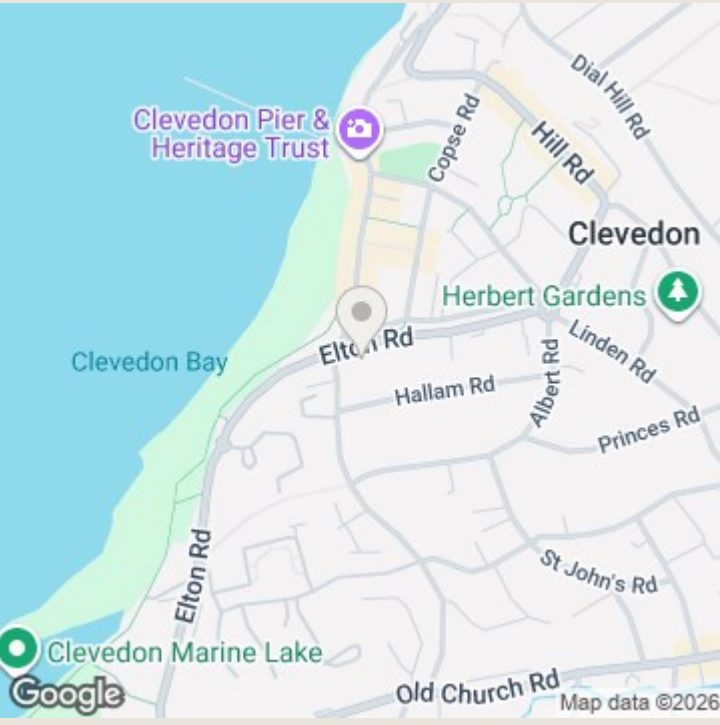 Dial Hill Rd
Clevedon Pier &
Heritage Trust
Copse Rd
Hill Rd
Clevedon
Herbert Gardens
Elton Rd
Clevedon Bay
Linden Rd
Hallam Rd
Albert Rd
Princes Rd
Elton Rd
St John's Rd
Clevedon Marine Lake
Old Church Rd
Google
Map data ©2026